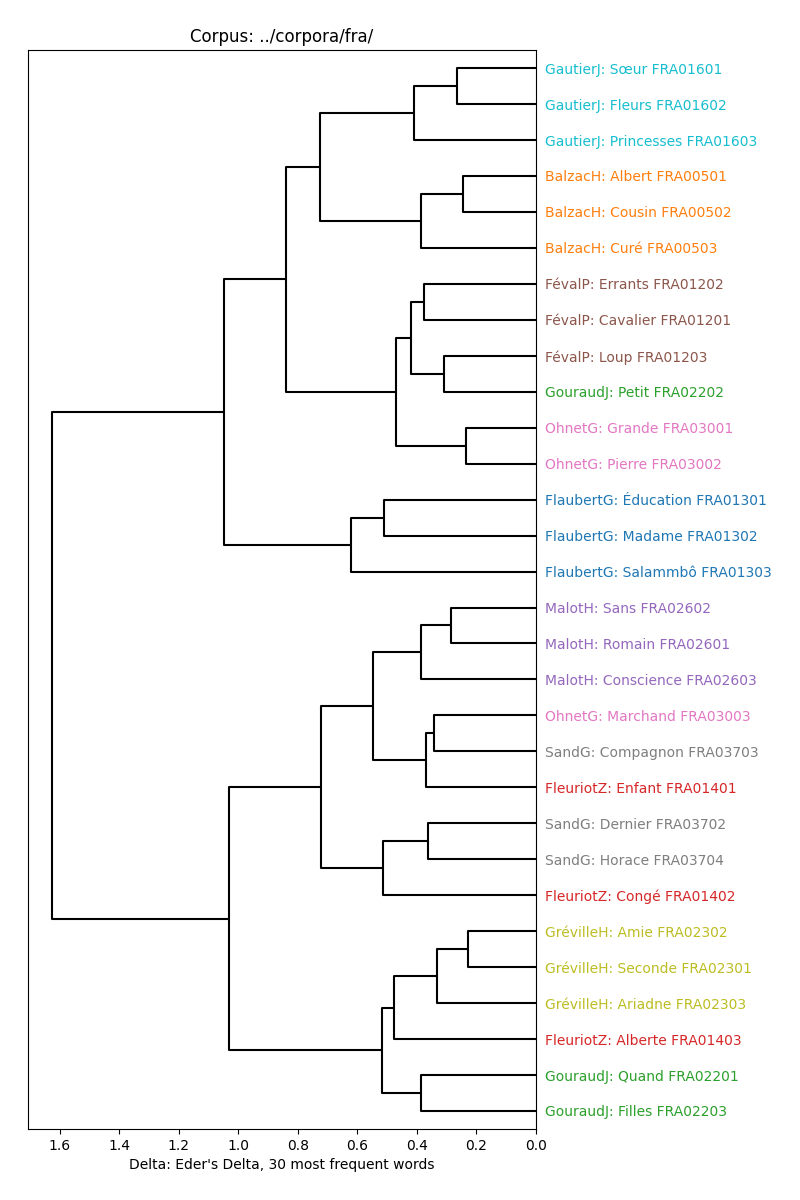 Corpus: ../corpora/fra/
GautierJ: Sœur FRA01601
GautierJ: Fleurs FRA01602
GautierJ: Princesses FRA01603
BalzacH: Albert FRA00501
BalzacH: Cousin FRA00502
BalzacH: Curé FRA00503
FévalP: Errants FRA01202
FévalP: Cavalier FRA01201
FévalP: Loup FRA01203
GouraudJ: Petit FRA02202
OhnetG: Grande FRA03001
OhnetG: Pierre FRA03002
FlaubertG: Éducation FRA01301
FlaubertG: Madame FRA01302
FlaubertG: Salammbô FRA01303
MalotH: Sans FRA02602
MalotH: Romain FRA02601
MalotH: Conscience FRA02603
OhnetG: Marchand FRA03003
SandG: Compagnon FRA03703
FleuriotZ: Enfant FRA01401
SandG: Dernier FRA03702
SandG: Horace FRA03704
FleuriotZ: Congé FRA01402
GrévilleH: Amie FRA02302
GrévilleH: Seconde FRA02301
GrévilleH: Ariadne FRA02303
FleuriotZ: Alberte FRA01403
GouraudJ: Quand FRA02201
GouraudJ: Filles FRA02203
1.6 1.4 1.2 1.0 0.8 0.6 0.4 0.2 0.0
Delta: Eder's Delta, 30 most frequent words